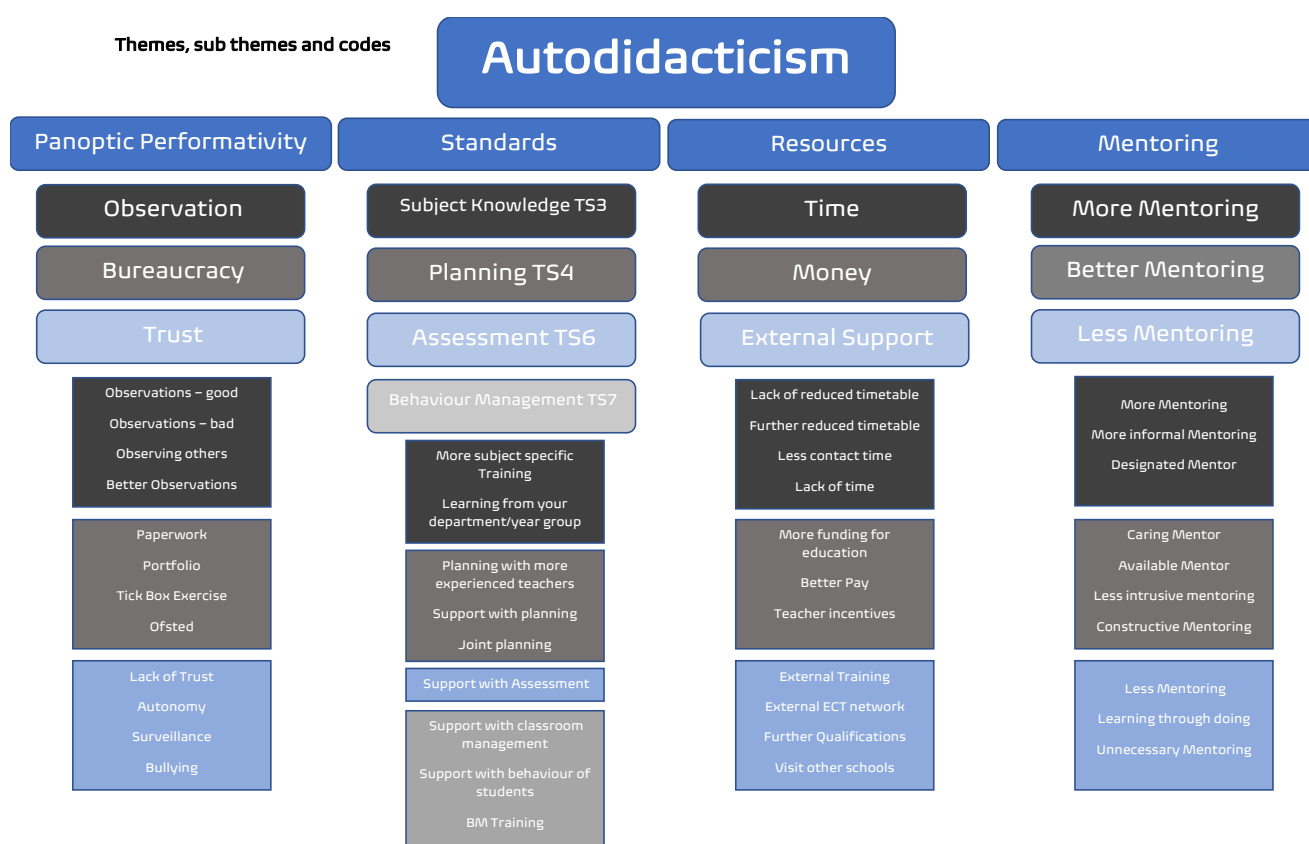 Themes, sub themes and codes
Autodidacticism
Panoptic Performativity
Observation
Bureaucracy
Trust
Observations – good
Observations – bad
Observing others
Better Observations
Paperwork
Portfolio
Tick Box Exercise
Ofsted
Lack of Trust
Autonomy
Surveillance
Bullying
Standards
Subject Knowledge TS3
Planning TS4
Assessment TS6
Behaviour Management TS7
More subject specific
Training
Learning from your
department/year group
Planning with more
experienced teachers
Support with planning
Joint planning
Support with Assessment
Support with classroom
management
Support with behaviour of
students
BM Training
Resources
Time
Money
External Support
Lack of reduced timetable
Further reduced timetable
Less contact time
Lack of time
More funding for
education
Better Pay
Teacher incentives
External Training
External ECT network
Further Qualifications
Visit other schools
Mentoring
More Mentoring
Better Mentoring
Less Mentoring
More Mentoring
More informal Mentoring
Designated Mentor
Caring Mentor
Available Mentor
Less intrusive mentoring
Constructive Mentoring
Less Mentoring
Learning through doing
Unnecessary Mentoring